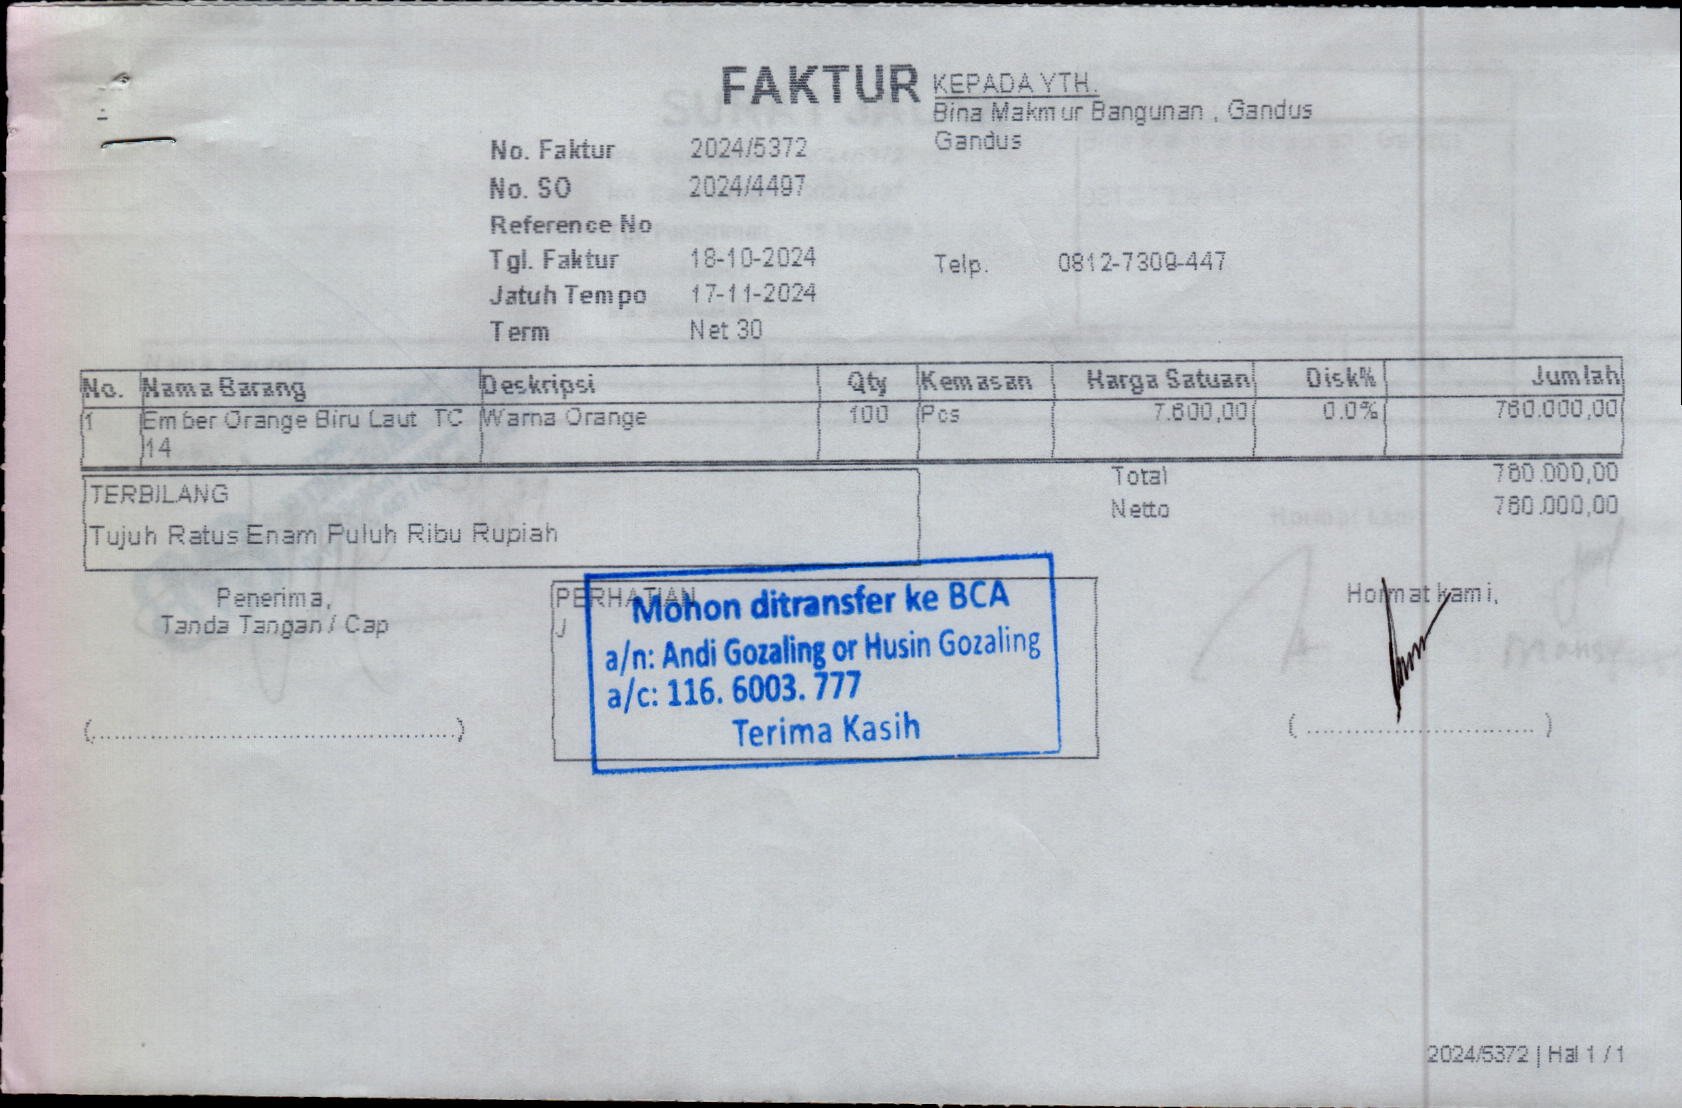 FAKTUR
KEPADA YTH.
Bina Makmur Bangunan , Gandus
Gandus
No. Faktur 2024/5372
No. SO 2024/4497
Reference No
Tgl. Faktur 18-10-2024
Telp. 0812-7309-447
Jatuh Tempo 17-11-2024
Term Net 30
No. Nama Barang Deskripsi Qty Kemasan Harga Satuan Disk% Jumlah
1 Ember Orange Biru Laut TC Warna Orange 100 Pcs 7.600,00 0.0% 760.000,00
14
Total 760.000,00
Netto 760.000,00
TERBILANG
Tujuh Ratus Enam Puluh Ribu Rupiah
Penerima,
Tanda Tangan / Cap
(..............................................)
PERHATIAN
Mohon ditransfer ke BCA
a/n: Andi Gozaling or Husin Gozaling
a/c: 116. 6003. 777
Terima Kasih
Hormat kami,
( ............................. )
2024/5372 | Hal 1 / 1